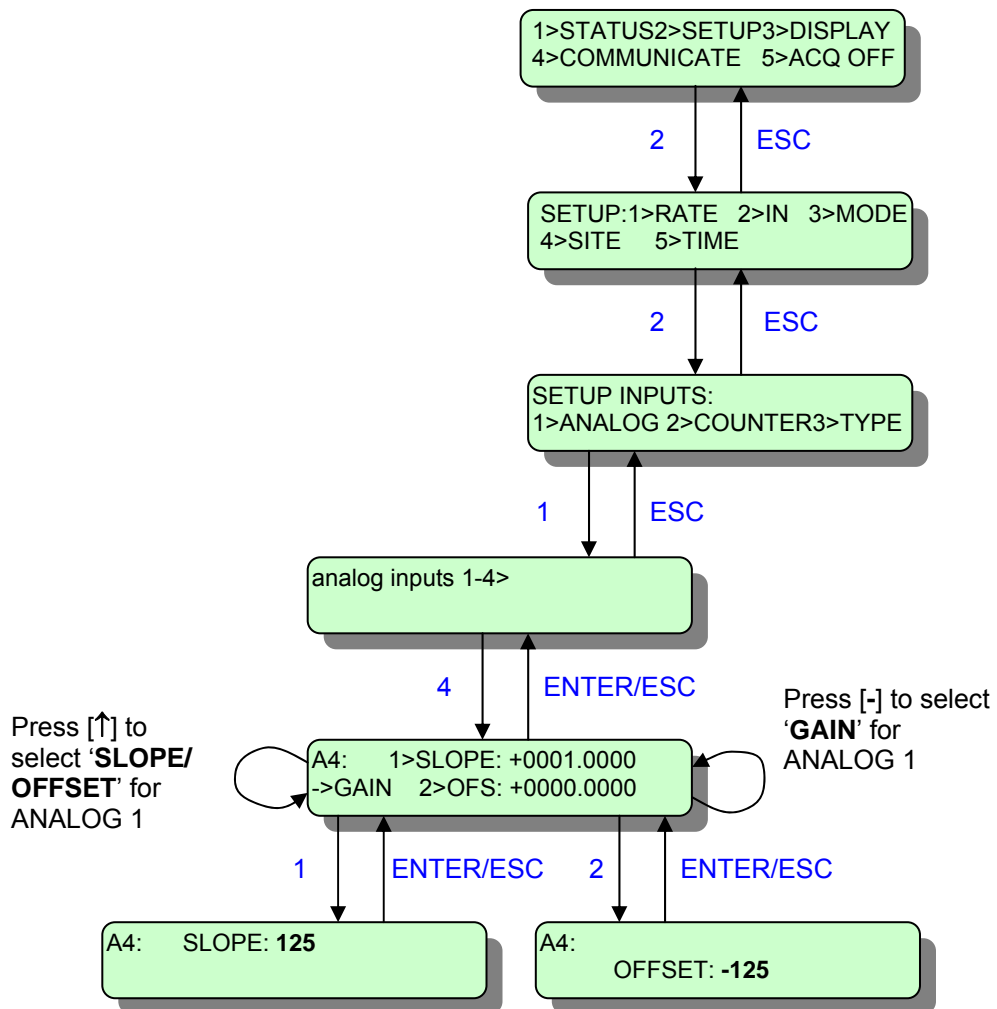 1>STATUS2>SETUP3>DISPLAY
4>COMMUNICATE 5>ACQ OFF
2
ESC
SETUP:1>RATE 2>IN 3>MODE
4>SITE 5>TIME
2
ESC
SETUP INPUTS:
1>ANALOG 2>COUNTER3>TYPE
1
ESC
analog inputs 1-4>
4
ENTER/ESC
Press [↑] to
select ‘SLOPE/
OFFSET’ for
ANALOG 1
A4: 1>SLOPE: +0001.0000
->GAIN 2>OFS: +0000.0000
Press [-] to select
‘GAIN’ for
ANALOG 1
1
ENTER/ESC
2
ENTER/ESC
A4: SLOPE: 125
A4:
OFFSET: -125